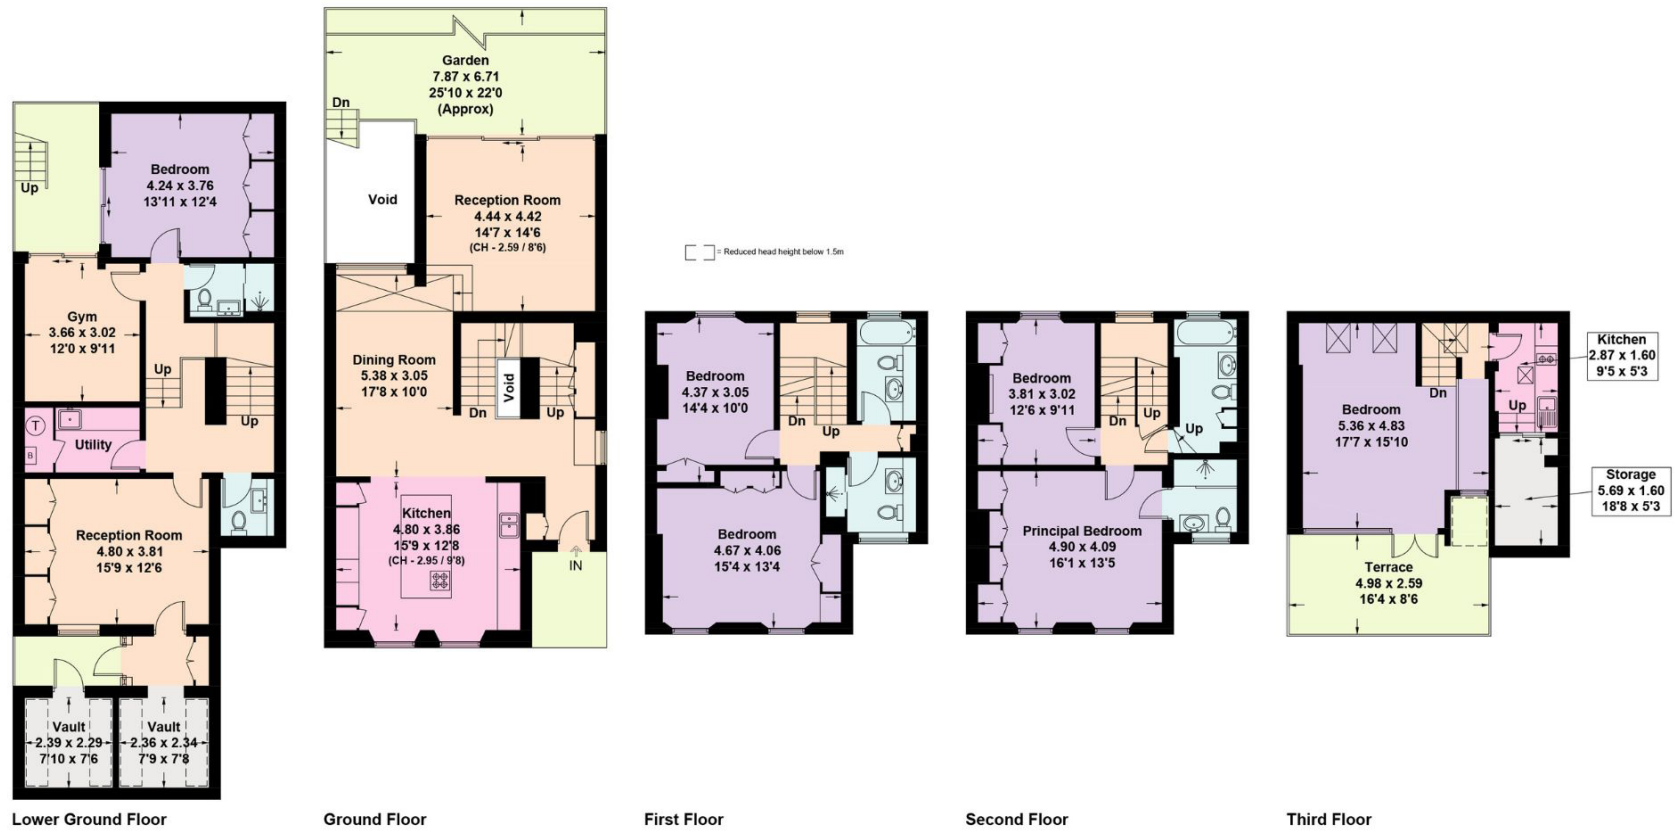 Up
Bedroom
4.24 x 3.76
13'11 x 12'4
Gym
3.66 x 3.02
12'0 x 9'11
Up
Up
T
B
Utility
Reception Room
4.80 x 3.81
15'9 x 12'6
Vault
2.39 x 2.29
7'10 x 7'6
Vault
2.36 x 2.34
7'9 x 7'8
Lower Ground Floor
Garden
7.87 x 6.71
25'10 x 22'0
(Approx)
Dn
Void
Reception Room
4.44 x 4.42
14'7 x 14'6
(CH - 2.59 / 8'6)
Dining Room
5.38 x 3.05
17'8 x 10'0
Void
Dn
Up
Kitchen
4.80 x 3.86
15'9 x 12'8
(CH - 2.95 / 9'8)
IN
Ground Floor
= Reduced head height below 1.5m
Bedroom
4.37 x 3.05
14'4 x 10'0
Dn
Up
Bedroom
4.67 x 4.06
15'4 x 13'4
First Floor
Bedroom
3.81 x 3.02
12'6 x 9'11
Dn
Up
Up
Principal Bedroom
4.90 x 4.09
16'1 x 13'5
Second Floor
Kitchen
2.87 x 1.60
9'5 x 5'3
Dn
Up
Bedroom
5.36 x 4.83
17'7 x 15'10
Storage
5.69 x 1.60
18'8 x 5'3
Terrace
4.98 x 2.59
16'4 x 8'6
Third Floor